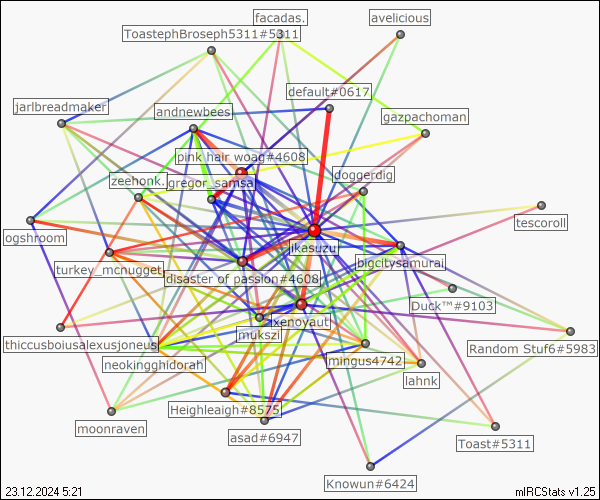 facadas.
avelicious
ToastephBroseph5311#5311
default#0617
jarlbreadmaker
andnewbees
gazpachoman
pink hair woag#4608
doggerdig
zeehonk.
gregor_samsa
tescoroll
ogshroom
jkasuzu
bigcitysamurai
turkey_mcnugget
disaster of passion#4608
Duck™#9103
xenoyaut
mukszi
thiccusboiusalexusjoneus
Random Stuf6#5983
neokingghidorah
mingus4742
lahnk
Heighleaigh#8575
moonraven
asad#6947
Toast#5311
Knowun#6424
23.12.2024 5:21
mIRCStats v1.25